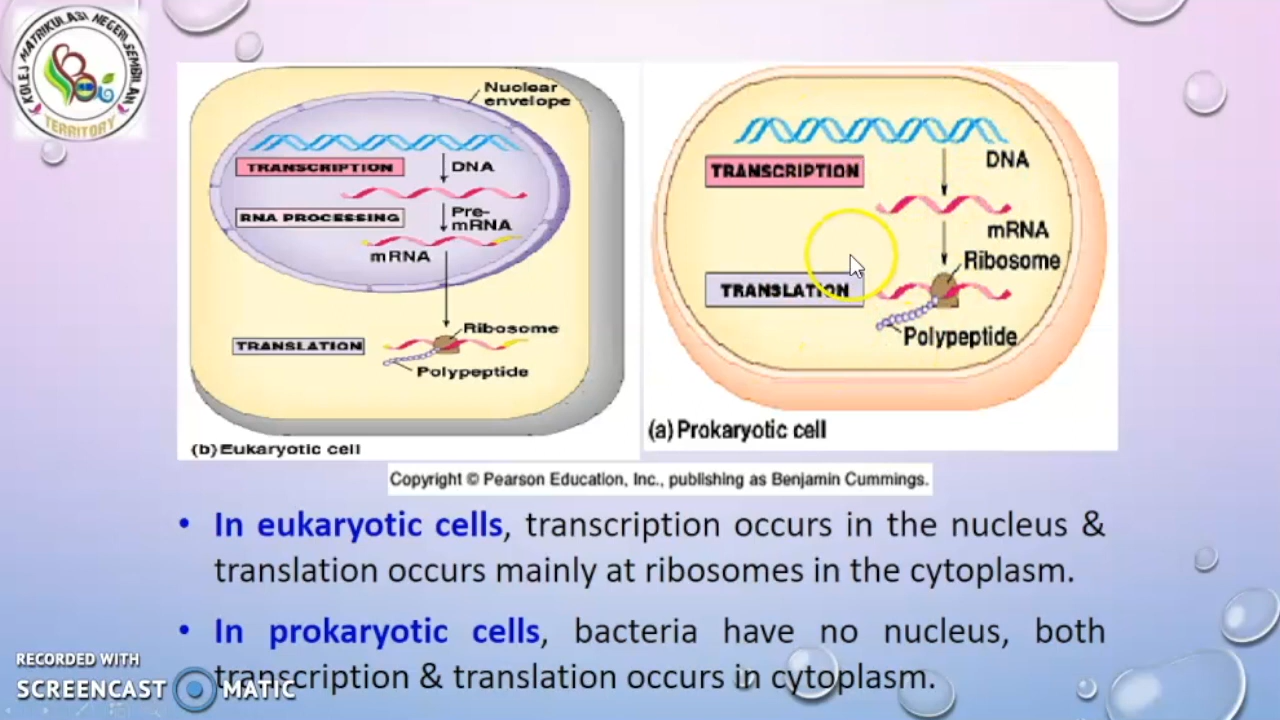 KOLEJ MATRIKULASI NEGERI SEMBILAN
TERRITORY
Nuclear
envelope
TRANSCRIPTION
DNA
RNA PROCESSING
Pre-
mRNA
mRNA
Ribosome
TRANSLATION
Polypeptide
(b) Eukaryotic cell
TRANSCRIPTION
DNA
mRNA
Ribosome
TRANSLATION
Polypeptide
(a) Prokaryotic cell
Copyright © Pearson Education, Inc., publishing as Benjamin Cummings.
• In eukaryotic cells, transcription occurs in the nucleus &
translation occurs mainly at ribosomes in the cytoplasm.
• In prokaryotic cells, bacteria have no nucleus, both
transcription & translation occurs in cytoplasm.
RECORDED WITH
SCREENCAST MATIC